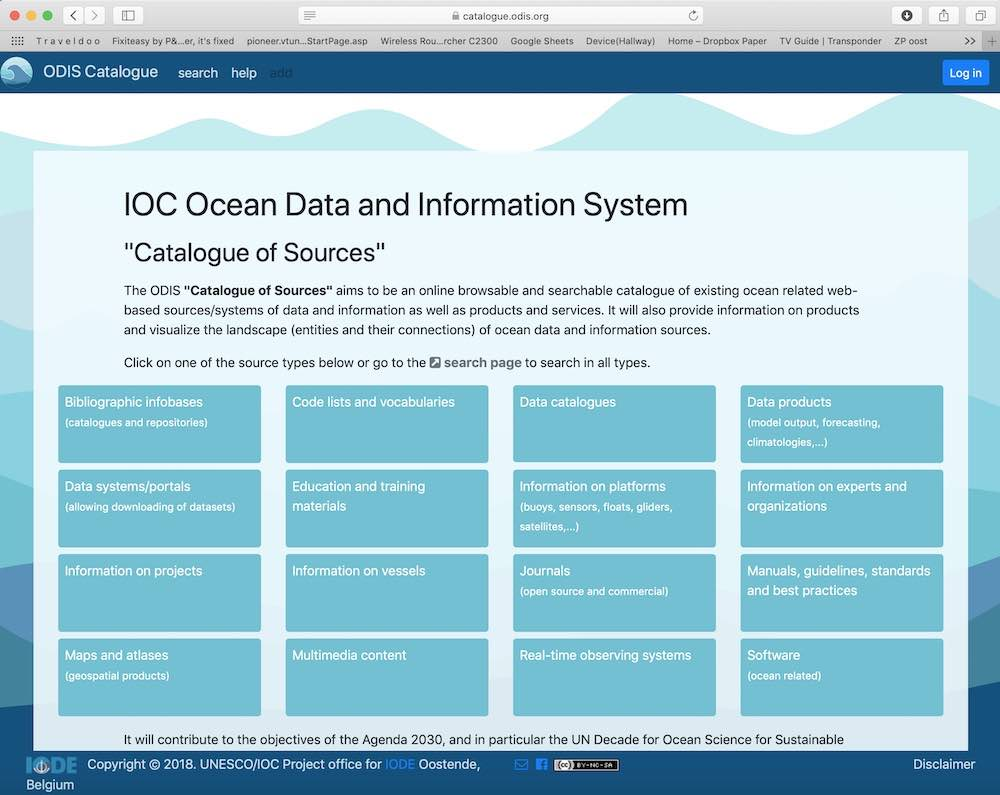 catalogue.odis.org
T r a v e l d o o Fixiteasy by P&...er, it's fixed pioneer.vtun...StartPage.asp Wireless Rou...rcher C2300 Google Sheets Device(Hallway) Home – Dropbox Paper TV Guide | Transponder ZP oost
ODIS Catalogue search help add Log in
IOC Ocean Data and Information System
"Catalogue of Sources"
The ODIS "Catalogue of Sources" aims to be an online browsable and searchable catalogue of existing ocean related web-
based sources/systems of data and information as well as products and services. It will also provide information on products
and visualize the landscape (entities and their connections) of ocean data and information sources.
Click on one of the source types below or go to the search page to search in all types.
Bibliographic infobases
(catalogues and repositories)
Code lists and vocabularies
Data catalogues
Data products
(model output, forecasting,
climatologies,...)
Data systems/portals
(allowing downloading of datasets)
Education and training
materials
Information on platforms
(buoys, sensors, floats, gliders,
satellites,...)
Information on experts and
organizations
Information on projects
Information on vessels
Journals
(open source and commercial)
Manuals, guidelines, standards
and best practices
Maps and atlases
(geospatial products)
Multimedia content
Real-time observing systems
Software
(ocean related)
It will contribute to the objectives of the Agenda 2030, and in particular the UN Decade for Ocean Science for Sustainable
IODE Copyright © 2018. UNESCO/IOC Project office for IODE Oostende, (cc) BY-NC-SA Disclaimer
Belgium